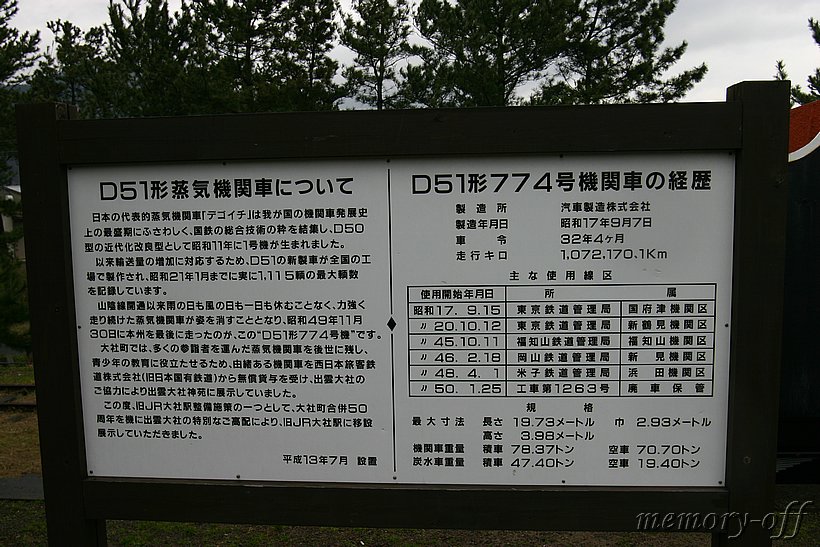 D51形蒸気機関車について
日本の代表的蒸気機関車「デゴイチ」は我が国の機関車発展史
上の最盛期にふさわしく、国鉄の総合技術の粋を結集し、D50
型の近代化改良型として昭和11年に1号機が生まれました。
以来輸送量の増加に対応するため、D51の新製車が全国の工
場で製作され、昭和21年1月までに実に1,115輌の最大輌数
を記録しています。
山陰線開通以来雨の日も風の日も一日も休むことなく、力強く
走り続けた蒸気機関車が姿を消すこととなり、昭和49年11月
30日に本州を最後に走ったのが、この“D51形774号機”です。
大社町では、多くの参詣者を運んだ蒸気機関車を後世に残し、
青少年の教育に役立たせるため、由緒ある機関車を西日本旅客鉄
道株式会社(旧日本国有鉄道)から無償貸与を受け、出雲大社の
ご協力により出雲大社神苑に展示していました。
この度、旧JR大社駅整備施策の一つとして、大社町合併50
周年を機に出雲大社の特別なご高配により、旧JR大社駅に移設
展示していただきました。
平成13年7月 設置
D51形774号機関車の経歴
製造所 汽車製造株式会社
製造年月日 昭和17年9月7日
車令 32年4ヶ月
走行キロ 1,072,170.1Km
主な使用線区
使用開始年月日 所属
昭和17. 9.15 東京鉄道管理局 国府津機関区
〃 20.10.12 東京鉄道管理局 新鶴見機関区
〃 45.10.11 福知山鉄道管理局 福知山機関区
〃 46. 2.18 岡山鉄道管理局 新見機関区
〃 48. 4. 1 米子鉄道管理局 浜田機関区
〃 50. 1.25 工車第1263号 廃車保管
規格
最大寸法 長さ 19.73メートル 巾 2.93メートル
高さ 3.98メートル
機関車重量 積車 78.37トン 空車 70.70トン
炭水車重量 積車 47.40トン 空車 19.40トン
memory-off